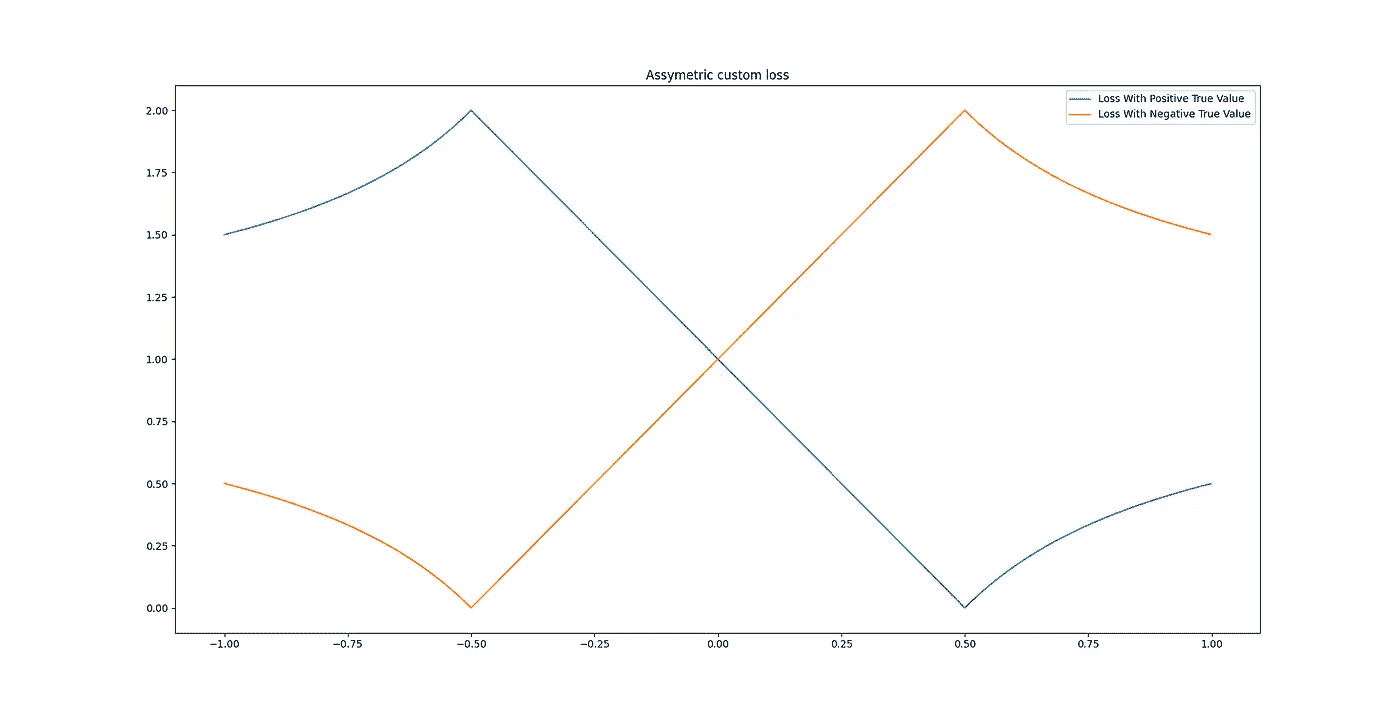 Assymetric custom loss
Loss With Positive True Value
Loss With Negative True Value
2.00
1.75
1.50
1.25
1.00
0.75
0.50
0.25
0.00
−1.00 −0.75 −0.50 −0.25 0.00 0.25 0.50 0.75 1.00